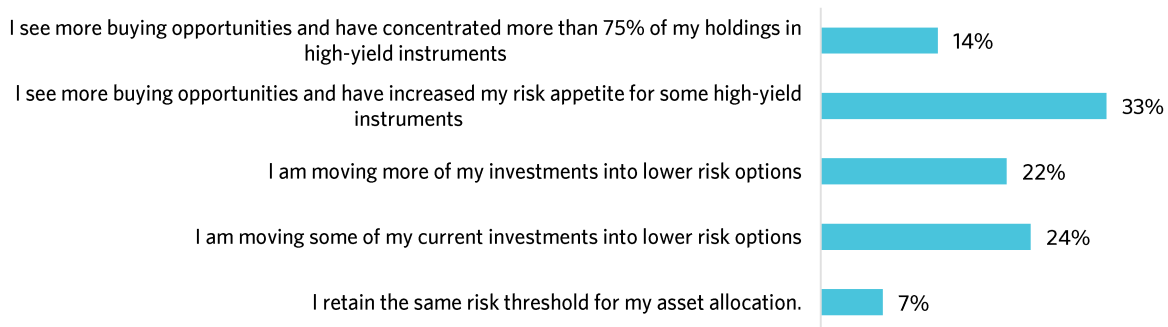 I see more buying opportunities and have concentrated more than 75% of my holdings in
high-yield instruments
14%
I see more buying opportunities and have increased my risk appetite for some high-yield
instruments
33%
I am moving more of my investments into lower risk options
22%
I am moving some of my current investments into lower risk options
24%
I retain the same risk threshold for my asset allocation.
7%